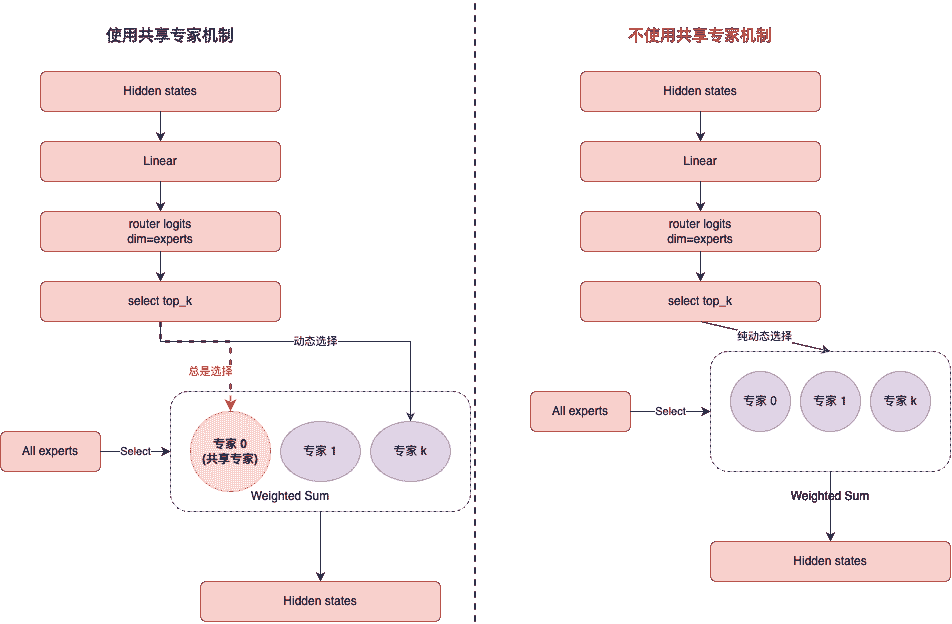 使用共享专家机制
Hidden states
Linear
router logits
dim=experts
select top_k
动态选择
总是选择
All experts
Select
专家 0
(共享专家)
专家 1
专家 k
Weighted Sum
Hidden states
不使用共享专家机制
Hidden states
Linear
router logits
dim=experts
select top_k
纯动态选择
All experts
Select
专家 0
专家 1
专家 k
Weighted Sum
Hidden states